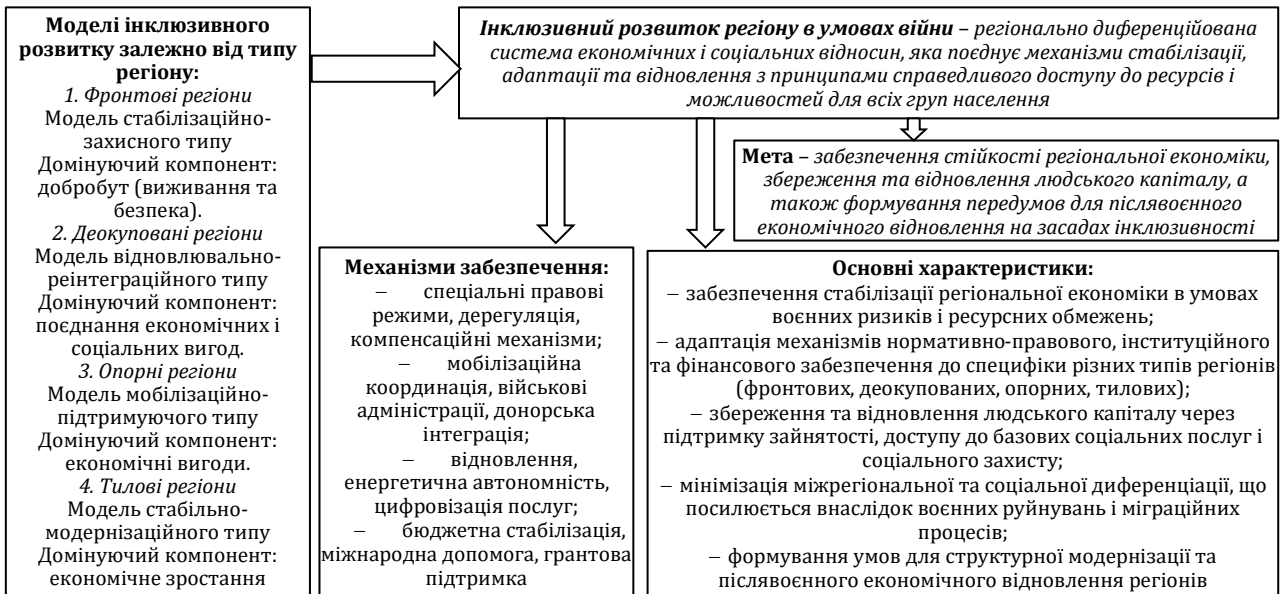 Моделі інклюзивного
розвитку залежно від типу
регіону:
1. Фронтові регіони
Модель стабілізаційно-
захисного типу
Домінуючий компонент:
добробут (виживання та
безпека).
2. Деокуповані регіони
Модель відновлювально-
реінтеграційного типу
Домінуючий компонент:
поєднання економічних і
соціальних вигод.
3. Опорні регіони
Модель мобілізаційно-
підтримуючого типу
Домінуючий компонент:
економічні вигоди.
4. Тилові регіони
Модель стабільно-
модернізаційного типу
Домінуючий компонент:
економічне зростання
Інклюзивний розвиток регіону в умовах війни – регіонально диференційована
система економічних і соціальних відносин, яка поєднує механізми стабілізації,
адаптації та відновлення з принципами справедливого доступу до ресурсів і
можливостей для всіх груп населення
Мета – забезпечення стійкості регіональної економіки,
збереження та відновлення людського капіталу, а
також формування передумов для післявоєнного
економічного відновлення на засадах інклюзивності
Механізми забезпечення:
– спеціальні правові
режими, дерегуляція,
компенсаційні механізми;
– мобілізаційна
координація, військові
адміністрації, донорська
інтеграція;
– відновлення,
енергетична автономність,
цифровізація послуг;
– бюджетна стабілізація,
міжнародна допомога, грантова
підтримка
Основні характеристики:
– забезпечення стабілізації регіональної економіки в умовах
воєнних ризиків і ресурсних обмежень;
– адаптація механізмів нормативно-правового, інституційного
та фінансового забезпечення до специфіки різних типів регіонів
(фронтових, деокупованих, опорних, тилових);
– збереження та відновлення людського капіталу через
підтримку зайнятості, доступу до базових соціальних послуг і
соціального захисту;
– мінімізація міжрегіональної та соціальної диференціації, що
посилюється внаслідок воєнних руйнувань і міграційних
процесів;
– формування умов для структурної модернізації та
післявоєнного економічного відновлення регіонів